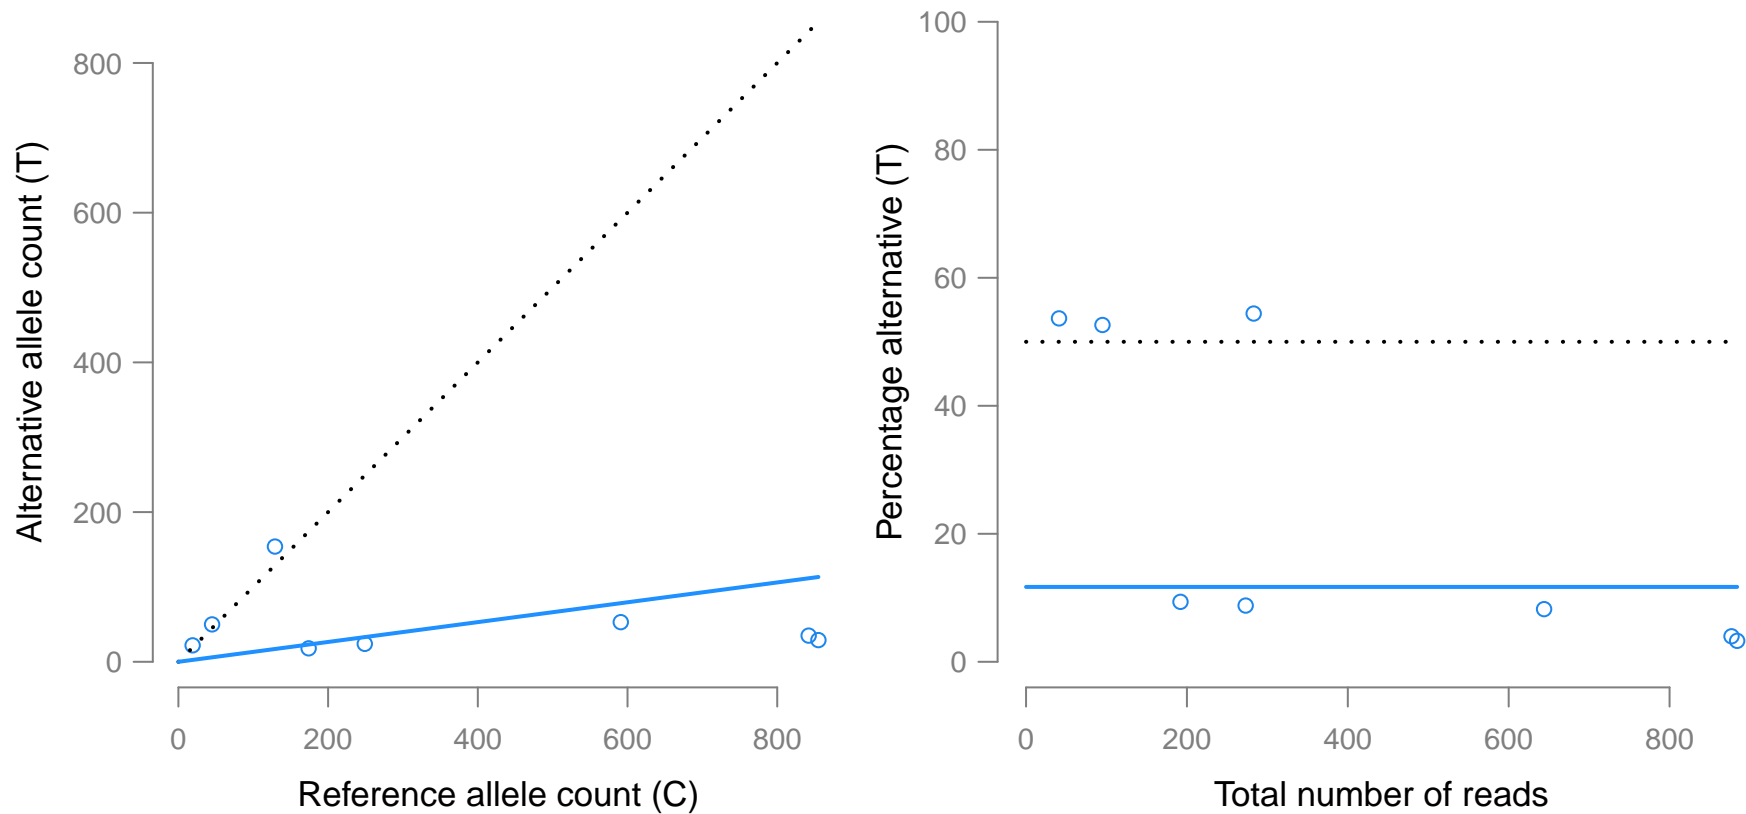 Alternative allele count (T)
800
600
400
200
0
0 200 400 600 800
Reference allele count (C)
Percentage alternative (T)
100
80
60
40
20
0
0 200 400 600 800
Total number of reads